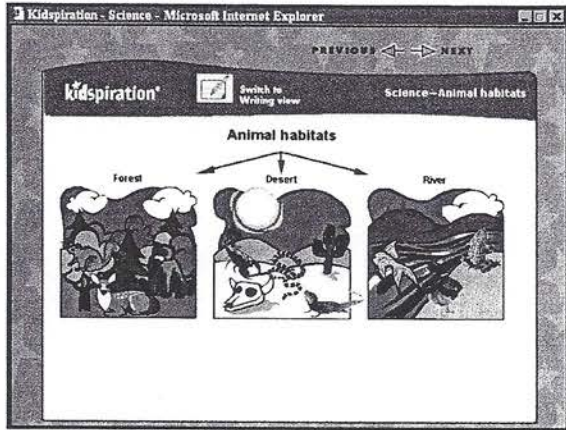 Kidspiration - Science - Microsoft Internet Explorer
PREVIOUS NEXT
kidspiration®
Switch to
Writing view
Science–Animal habitats
Animal habitats
Forest Desert River